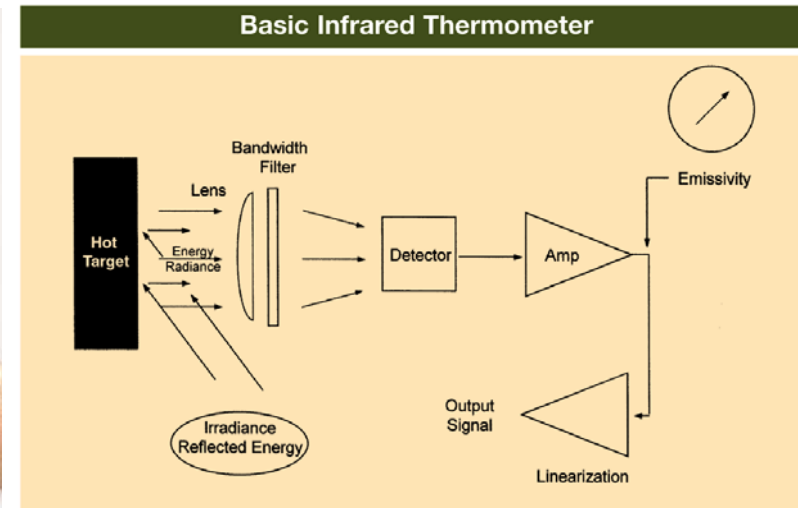 Basic Infrared Thermometer
Bandwidth
Filter
Lens
Emissivity
Hot
Target
Energy
Radiance
Detector
Amp
Irradiance
Reflected Energy
Output
Signal
Linearization